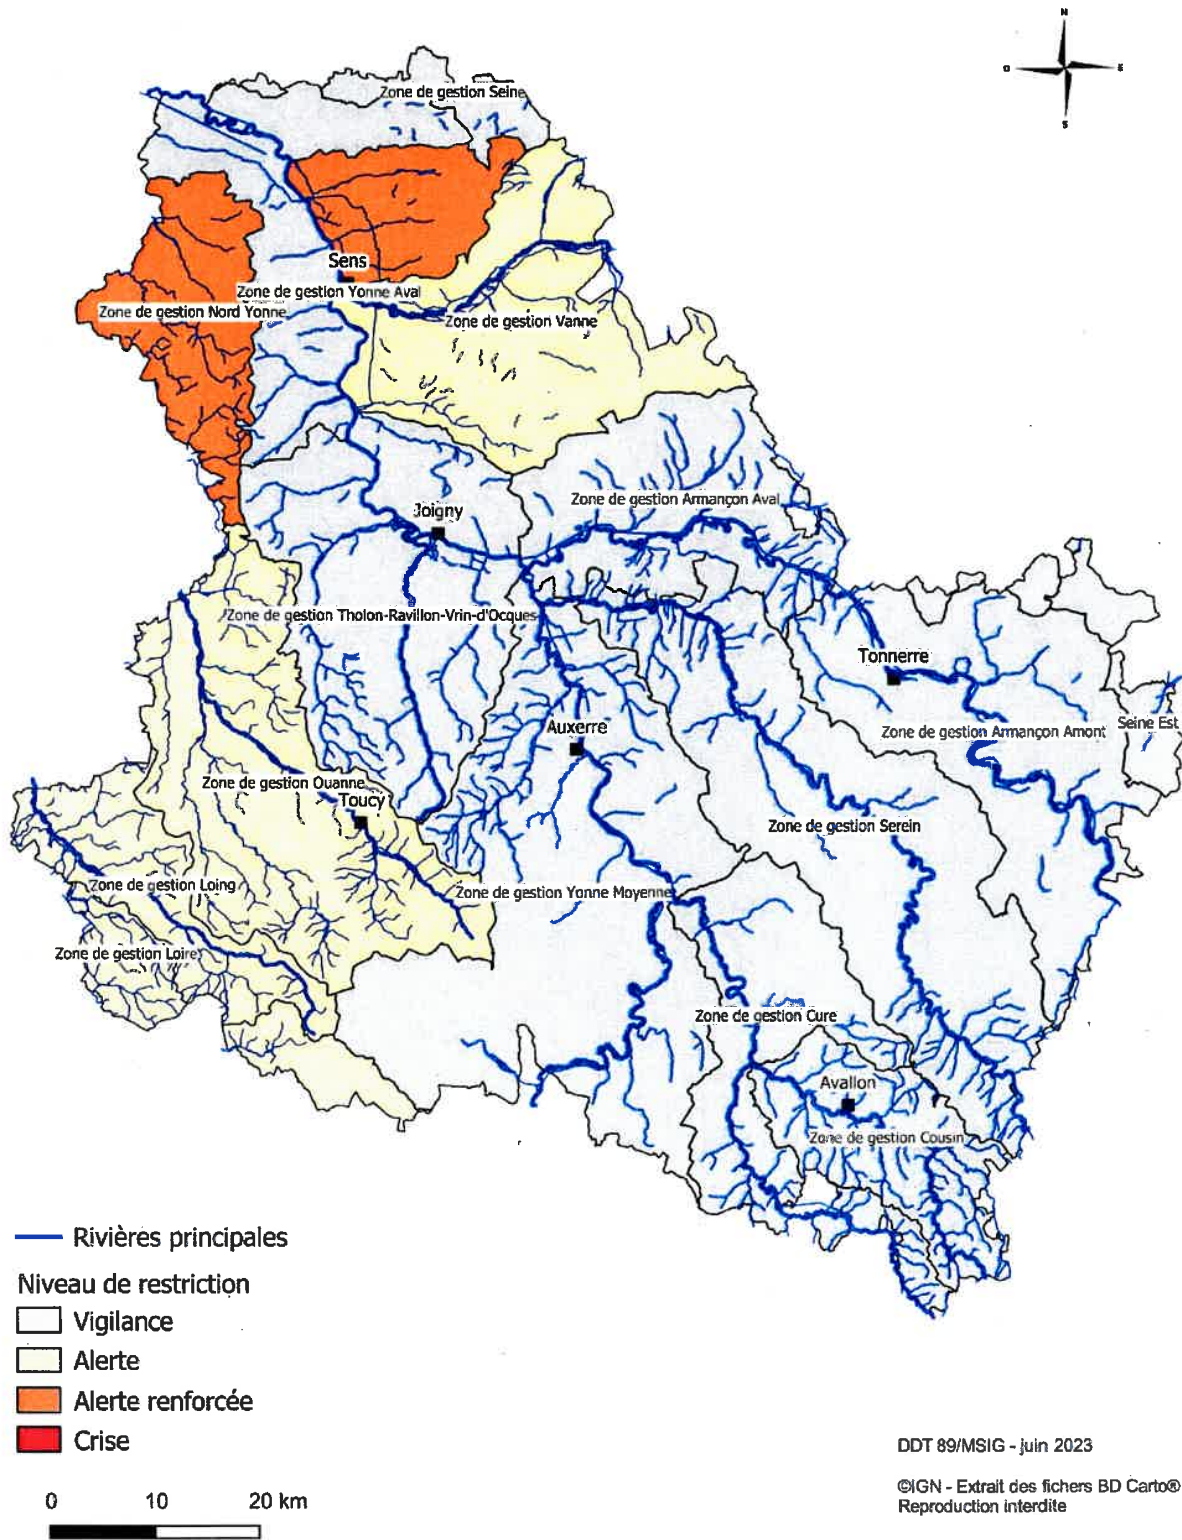 N
O
E
S
Zone de gestion Seine
Sens
Zone de gestion Yonne Aval
Zone de gestion Nord Yonne
Zone de gestion Vanne
Zone de gestion Armançon Aval
Joigny
Zone de gestion Tholon-Ravillon-Vrin-d'Ocques
Tonnerre
Auxerre
Seine Est
Zone de gestion Armançon Amont
Zone de gestion Ouanne
Toucy
Zone de gestion Serein
Zone de gestion Loing
Zone de gestion Yonne Moyenne
Zone de gestion Loire
Zone de gestion Cure
Avallon
Zone de gestion Cousin
Rivières principales
Niveau de restriction
Vigilance
Alerte
Alerte renforcée
Crise
0 10 20 km
DDT 89/MSIG - juin 2023
©IGN - Extrait des fichiers BD Carto®
Reproduction interdite